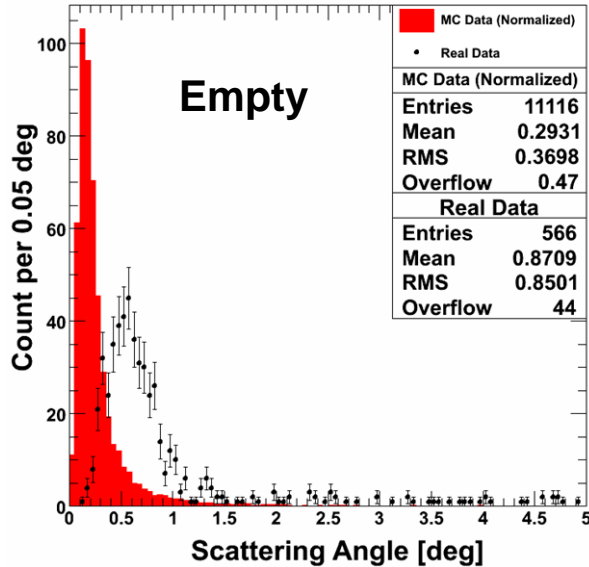 MC Data (Normalized)
Real Data
Empty
MC Data (Normalized)
Entries 11116
Mean 0.2931
RMS 0.3698
Overflow 0.47
Real Data
Entries 566
Mean 0.8709
RMS 0.8501
Overflow 44
Count per 0.05 deg
100
80
60
40
20
0
0 0.5 1 1.5 2 2.5 3 3.5 4 4.5 5
Scattering Angle [deg]